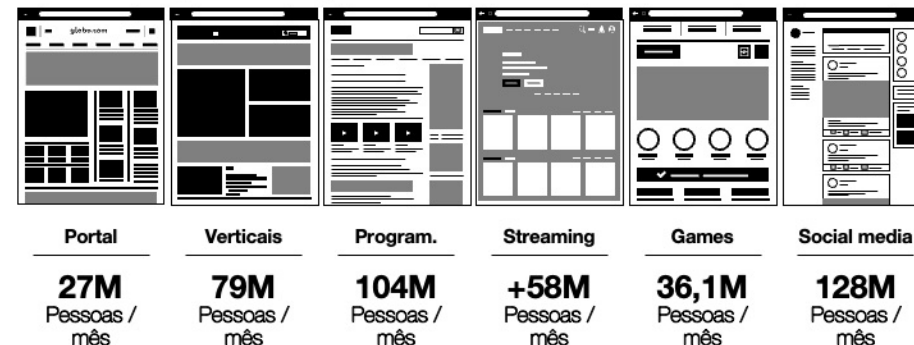 globo.com
Portal
Verticais
Program.
Streaming
Games
Social media
27M
Pessoas /
mês
79M
Pessoas /
mês
104M
Pessoas /
mês
+58M
Pessoas /
mês
36,1M
Pessoas /
mês
128M
Pessoas /
mês